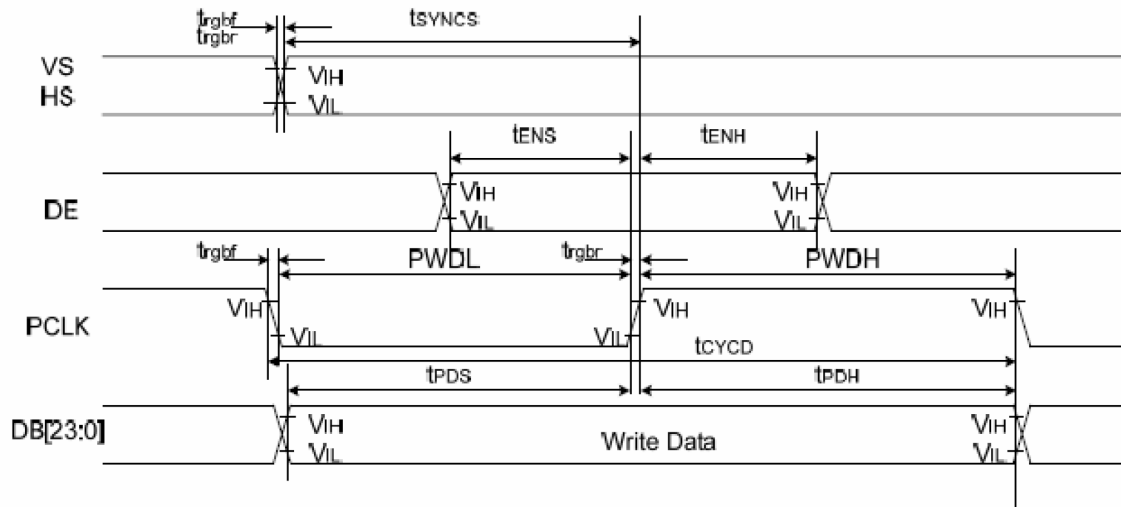 trgbf
trgbr
tSYNCS
VS
HS
VIH
VIL
tENS
tENH
DE
VIH
VIL
VIH
VIL
trgbf
PWDL
trgbr
PWDH
PCLK
VIH
VIL
VIL
VIH
VIH
tCYCD
tPDS
tPDH
DB[23:0]
VIH
VIL
Write Data
VIH
VIL